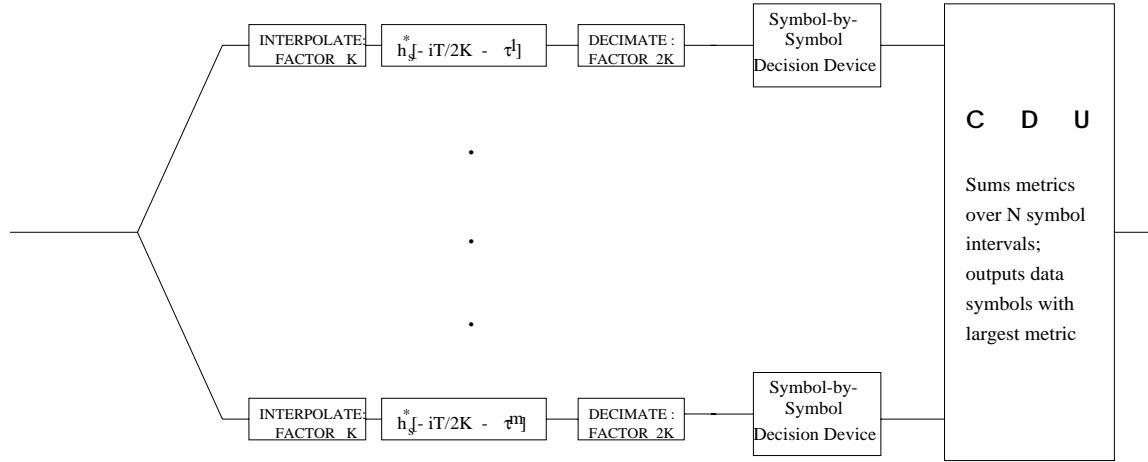 INTERPOLATE:
FACTOR K
h*s[- iT/2K - τ1]
DECIMATE :
FACTOR 2K
Symbol-by-
Symbol
Decision Device
C D U
Sums metrics
over N symbol
intervals;
outputs data
symbols with
largest metric
INTERPOLATE:
FACTOR K
h*s[- iT/2K - τm]
DECIMATE :
FACTOR 2K
Symbol-by-
Symbol
Decision Device